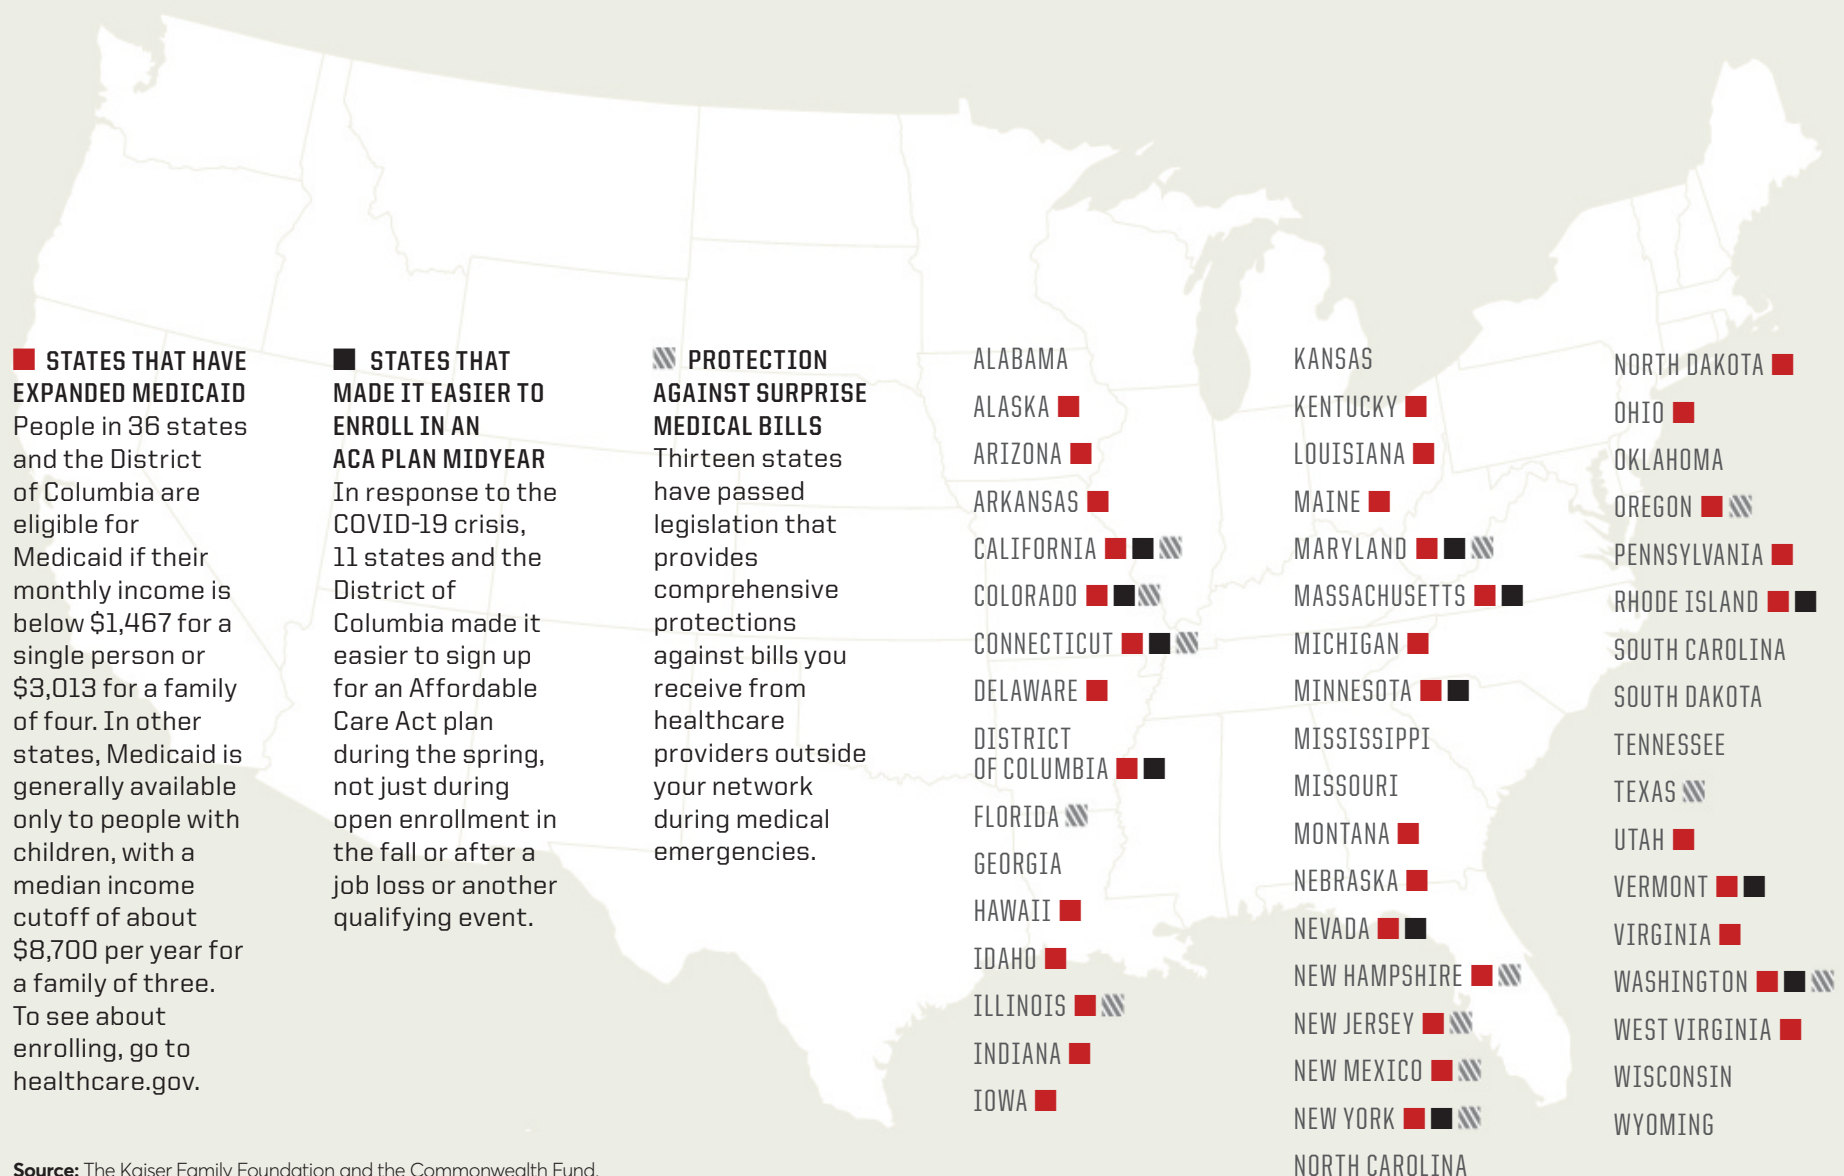 STATES THAT HAVE
EXPANDED MEDICAID
People in 36 states
and the District
of Columbia are
eligible for
Medicaid if their
monthly income is
below $1,467 for a
single person or
$3,013 for a family
of four. In other
states, Medicaid is
generally available
only to people with
children, with a
median income
cutoff of about
$8,700 per year for
a family of three.
To see about
enrolling, go to
healthcare.gov.
STATES THAT
MADE IT EASIER TO
ENROLL IN AN
ACA PLAN MIDYEAR
In response to the
COVID-19 crisis,
11 states and the
District of
Columbia made it
easier to sign up
for an Affordable
Care Act plan
during the spring,
not just during
open enrollment in
the fall or after a
job loss or another
qualifying event.
PROTECTION
AGAINST SURPRISE
MEDICAL BILLS
Thirteen states
have passed
legislation that
provides
comprehensive
protections
against bills you
receive from
healthcare
providers outside
your network
during medical
emergencies.
ALABAMA
ALASKA
ARIZONA
ARKANSAS
CALIFORNIA
COLORADO
CONNECTICUT
DELAWARE
DISTRICT
OF COLUMBIA
FLORIDA
GEORGIA
HAWAII
IDAHO
ILLINOIS
INDIANA
IOWA
KANSAS
KENTUCKY
LOUISIANA
MAINE
MARYLAND
MASSACHUSETTS
MICHIGAN
MINNESOTA
MISSISSIPPI
MISSOURI
MONTANA
NEBRASKA
NEVADA
NEW HAMPSHIRE
NEW JERSEY
NEW MEXICO
NEW YORK
NORTH CAROLINA
NORTH DAKOTA
OHIO
OKLAHOMA
OREGON
PENNSYLVANIA
RHODE ISLAND
SOUTH CAROLINA
SOUTH DAKOTA
TENNESSEE
TEXAS
UTAH
VERMONT
VIRGINIA
WASHINGTON
WEST VIRGINIA
WISCONSIN
WYOMING
Source: The Kaiser Family Foundation and the Commonwealth Fund.